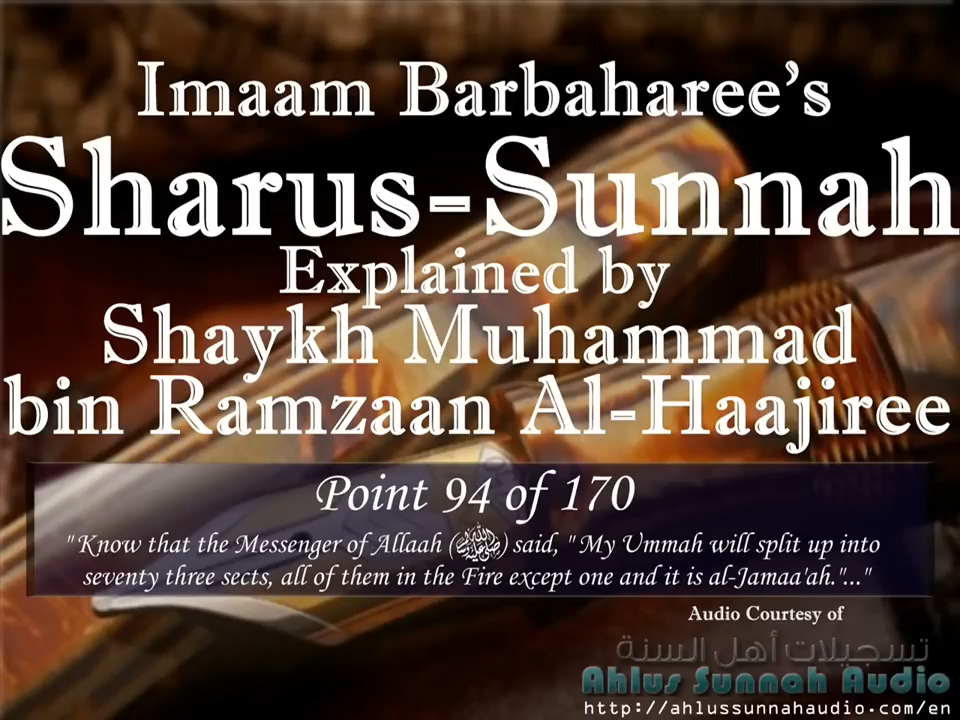 Imaam Barbaharee's
Sharus-Sunnah
Explained by
Shaykh Muhammad
bin Ramzaan Al-Haajiree
Point 94 of 170
"Know that the Messenger of Allaah (ﷺ) said, "My Ummah will split up into
seventy three sects, all of them in the Fire except one and it is al-Jamaa'ah."..."
Audio Courtesy of
تسجيلات أهل السنة
Ahlus Sunnah Audio
http://ahlussunnahaudio.com/en